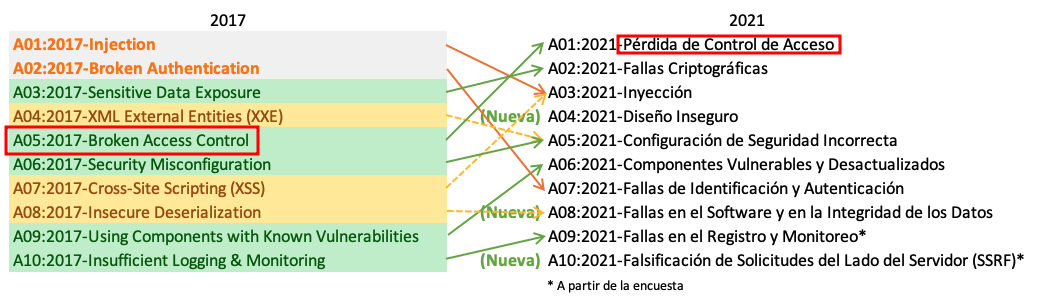 2017
2021
A01:2017-Injection
A01:2021-Pérdida de Control de Acceso
A02:2017-Broken Authentication
A02:2021-Fallas Criptográficas
A03:2017-Sensitive Data Exposure
A03:2021-Inyección
A04:2017-XML External Entities (XXE)
(Nueva) A04:2021-Diseño Inseguro
A05:2017-Broken Access Control
A05:2021-Configuración de Seguridad Incorrecta
A06:2017-Security Misconfiguration
A06:2021-Componentes Vulnerables y Desactualizados
A07:2017-Cross-Site Scripting (XSS)
A07:2021-Fallas de Identificación y Autenticación
A08:2017-Insecure Deserialization
(Nueva) A08:2021-Fallas en el Software y en la Integridad de los Datos
A09:2017-Using Components with Known Vulnerabilities
A09:2021-Fallas en el Registro y Monitoreo*
A10:2017-Insufficient Logging & Monitoring
(Nueva) A10:2021-Falsificación de Solicitudes del Lado del Servidor (SSRF)*
* A partir de la encuesta